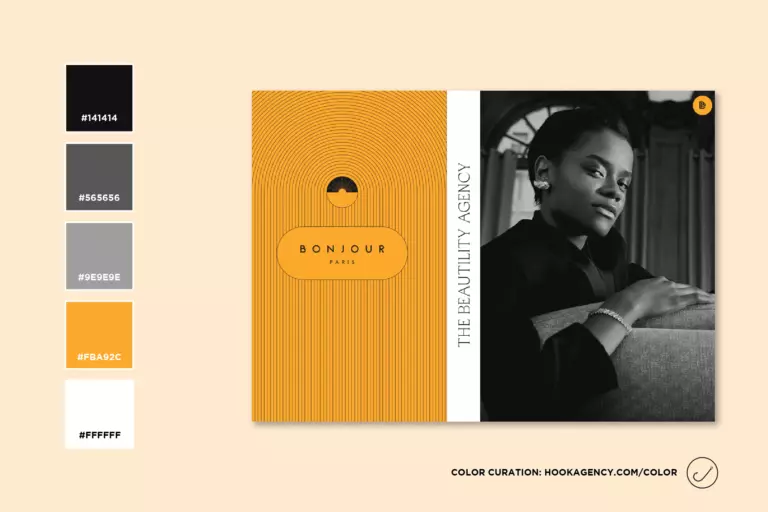 #141414
#565656
#9E9E9E
#FBA92C
#FFFFFF
BONJOUR
PARIS
THE BEAUTILITY AGENCY
B
COLOR CURATION: HOOKAGENCY.COM/COLOR